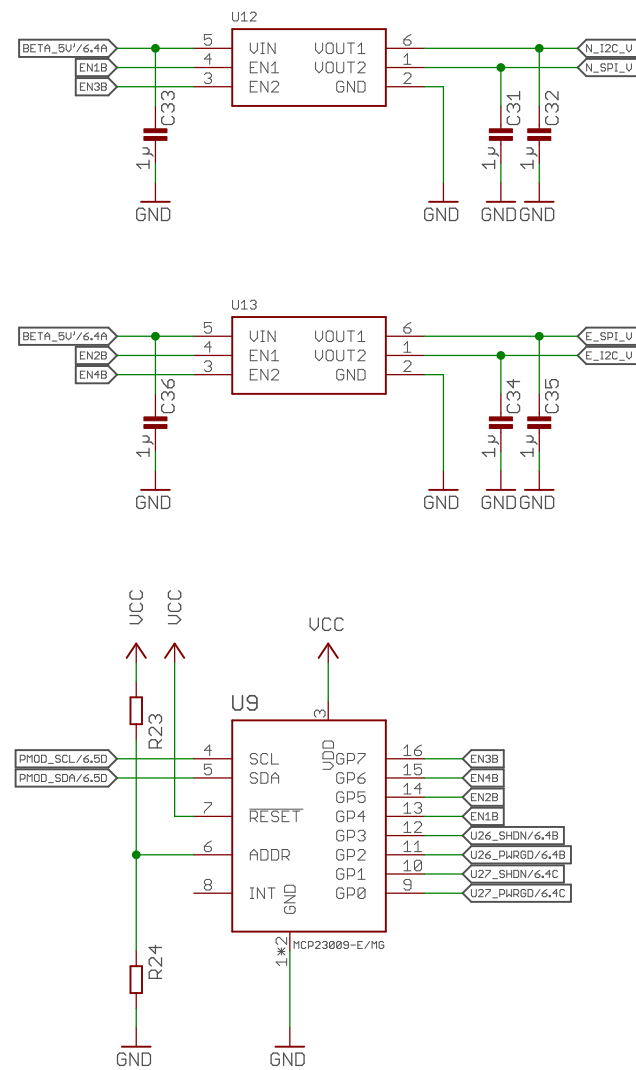 U12
BETA_5V'/6.4A 5 VIN VOUT1 6 N_I2C_V
EN1B 4 EN1 VOUT2 1 N_SPI_V
EN3B 3 EN2 GND 2
C33 C31 C32
1µ 1µ 1µ
GND GND GND GND
U13
BETA_5V'/6.4A 5 VIN VOUT1 6 E_SPI_V
EN2B 4 EN1 VOUT2 1 E_I2C_V
EN4B 3 EN2 GND 2
C36 C34 C35
1µ 1µ 1µ
GND GND GND GND
VCC VCC VCC
U9
R23 3
VDD
PMOD_SCL/6.5D 4 SCL GP7 16 EN3B
PMOD_SDA/6.5D 5 SDA GP6 15 EN4B
GP5 14 EN2B
7 RESET GP4 13 EN1B
GP3 12 U26_SHDN/6.4B
6 ADDR GP2 11 U26_PWRGD/6.4B
GP1 10 U27_SHDN/6.4C
8 INT GND GP0 9 U27_PWRGD/6.4C
R24 1*2 MCP23009-E/MG
GND GND